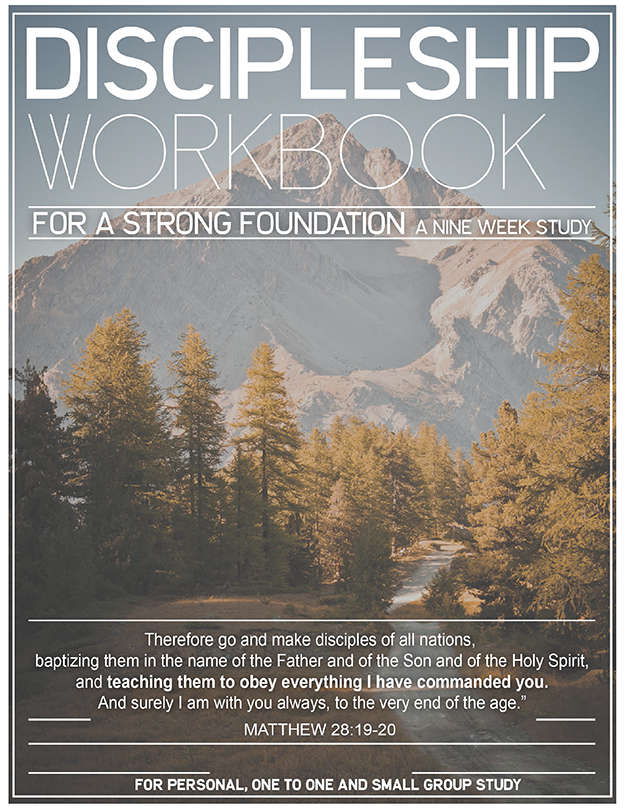 DISCIPLESHIP
WORKBOOK
FOR A STRONG FOUNDATION A NINE WEEK STUDY
Therefore go and make disciples of all nations,
baptizing them in the name of the Father and of the Son and of the Holy Spirit,
and teaching them to obey everything I have commanded you.
And surely I am with you always, to the very end of the age.”
MATTHEW 28:19-20
FOR PERSONAL, ONE TO ONE AND SMALL GROUP STUDY